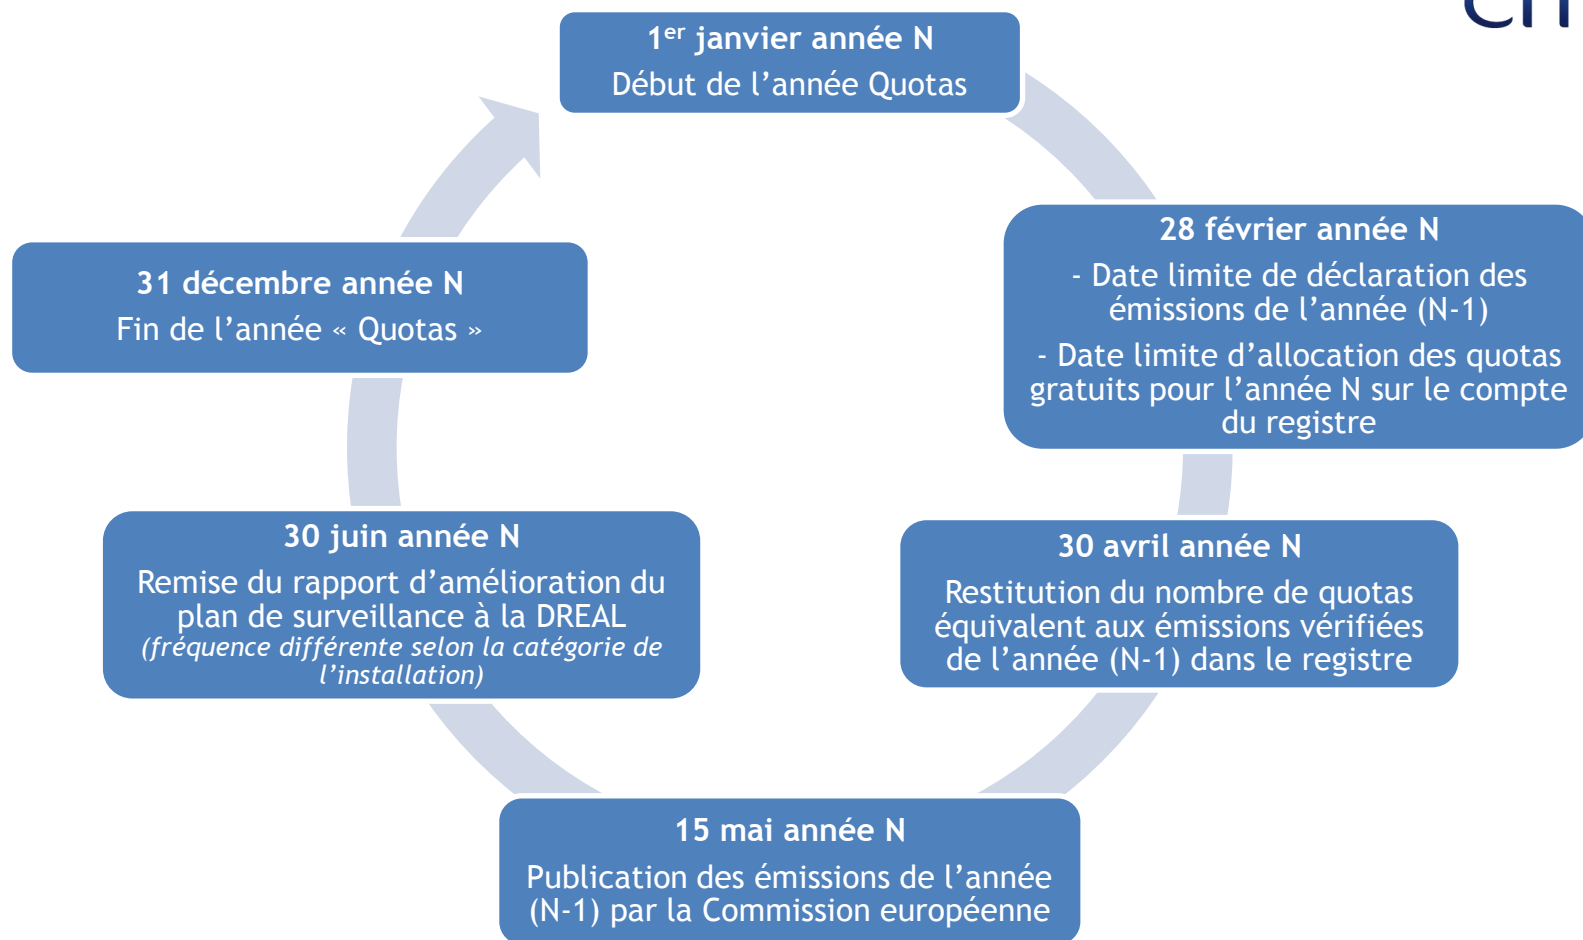 1er janvier année N
Début de l’année Quotas
28 février année N
- Date limite de déclaration des
émissions de l’année (N-1)
- Date limite d’allocation des quotas
gratuits pour l’année N sur le compte
du registre
30 avril année N
Restitution du nombre de quotas
équivalent aux émissions vérifiées
de l’année (N-1) dans le registre
15 mai année N
Publication des émissions de l’année
(N-1) par la Commission européenne
30 juin année N
Remise du rapport d’amélioration du
plan de surveillance à la DREAL
(fréquence différente selon la catégorie de
l’installation)
31 décembre année N
Fin de l’année « Quotas »